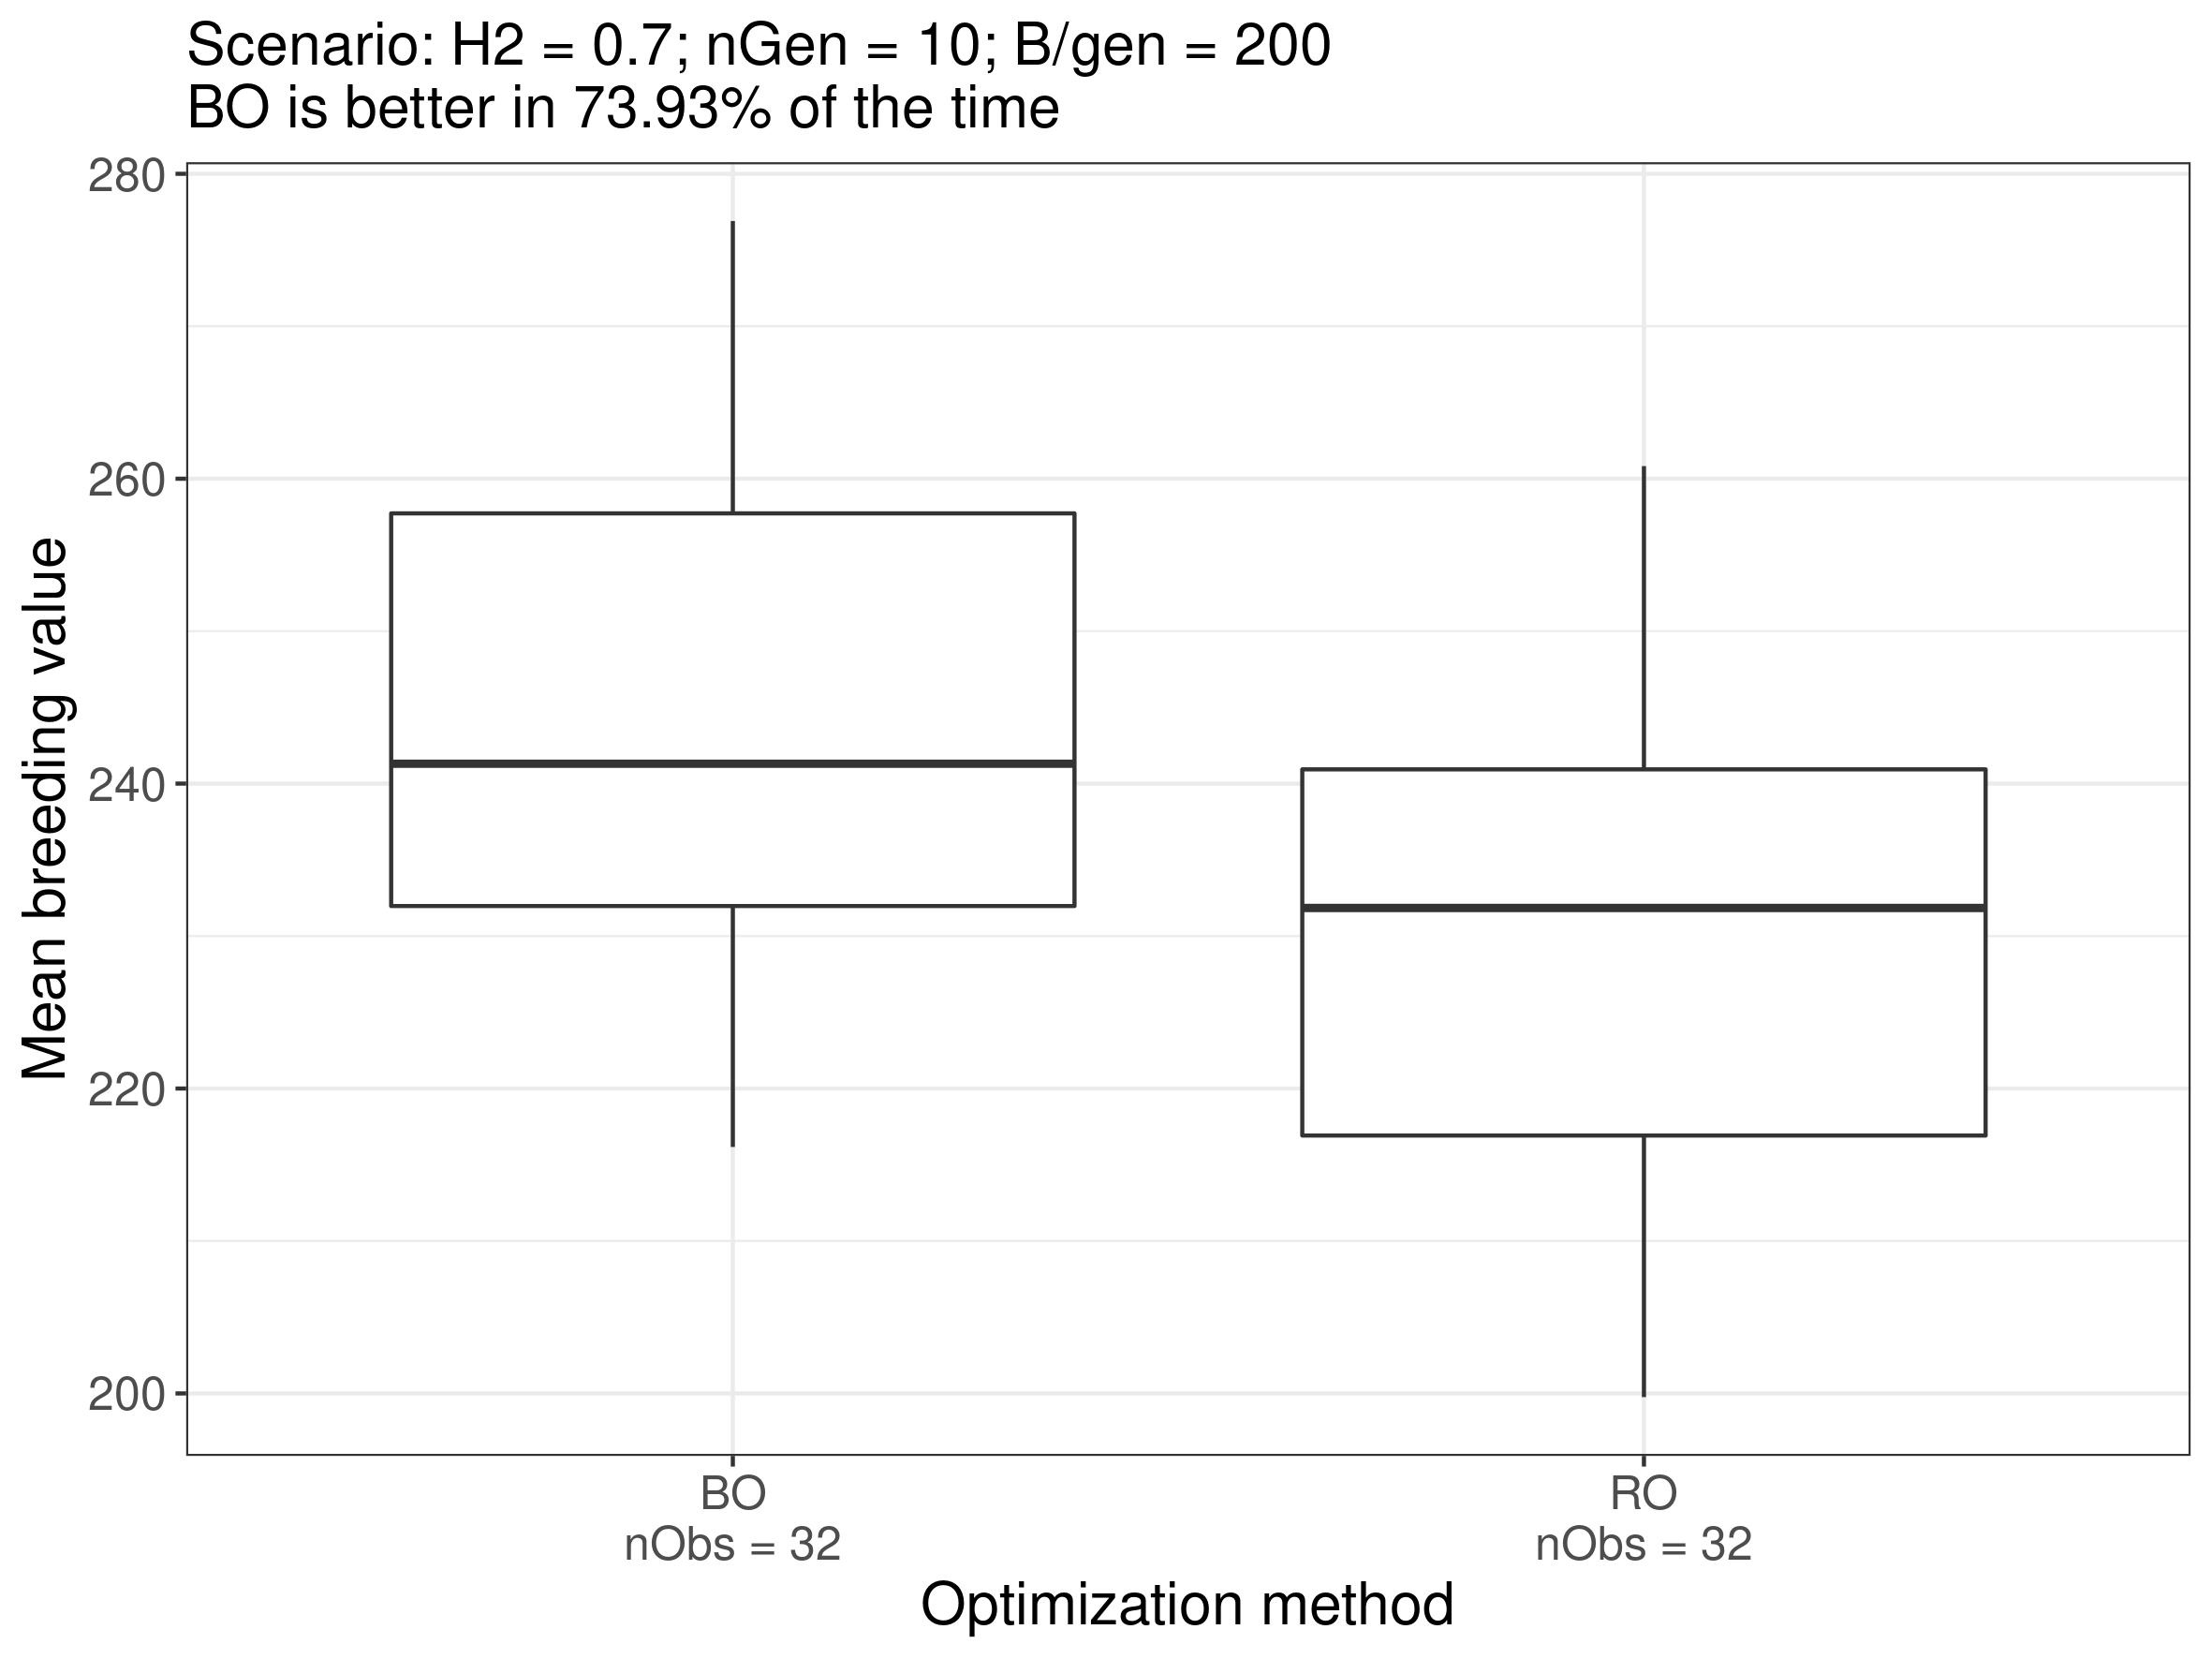 Scenario: H2 = 0.7; nGen = 10; B/gen = 200
BO is better in 73.93% of the time
Mean breeding value
280
260
240
220
200
BO
nObs = 32
RO
nObs = 32
Optimization method